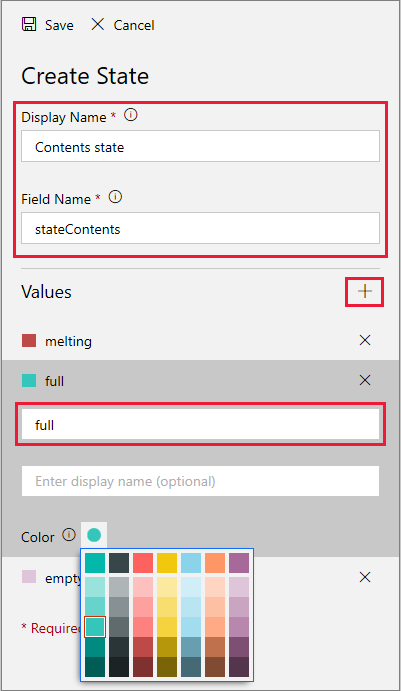 Save Cancel
Create State
Display Name *
Contents state
Field Name *
stateContents
Values
melting
full
full
Enter display name (optional)
Color
empty
* Required